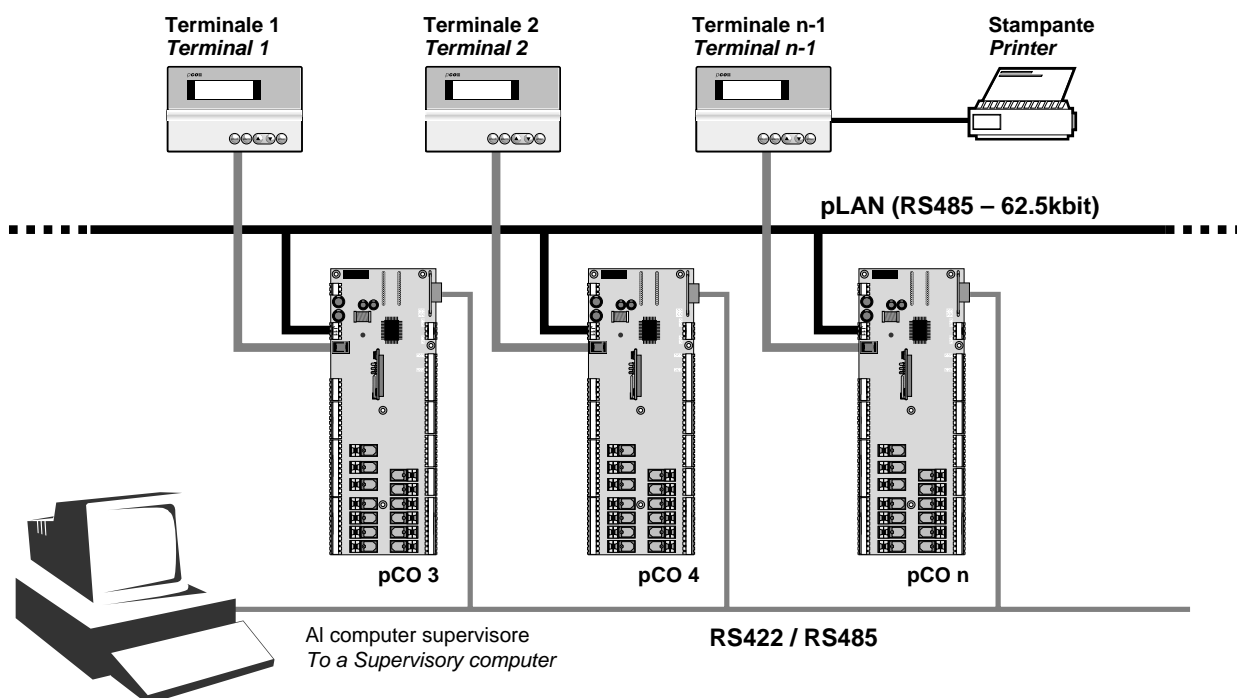 Terminale 1
Terminal 1
Terminale 2
Terminal 2
Terminale n-1
Terminal n-1
Stampante
Printer
pLAN (RS485 – 62.5kbit)
pCO 3
pCO 4
pCO n
Al computer supervisore
To a Supervisory computer
RS422 / RS485